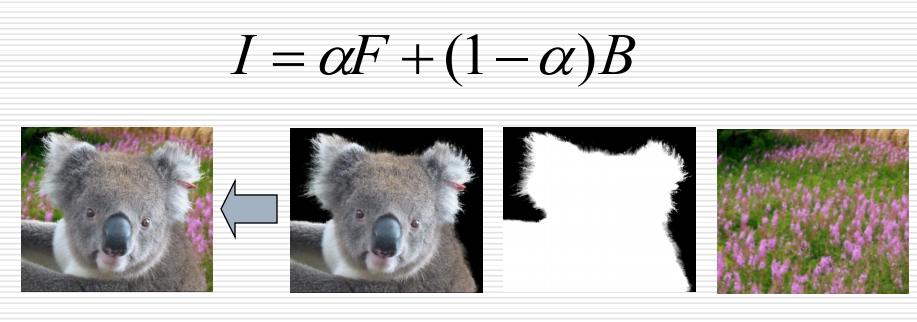 I = αF + (1 − α)B